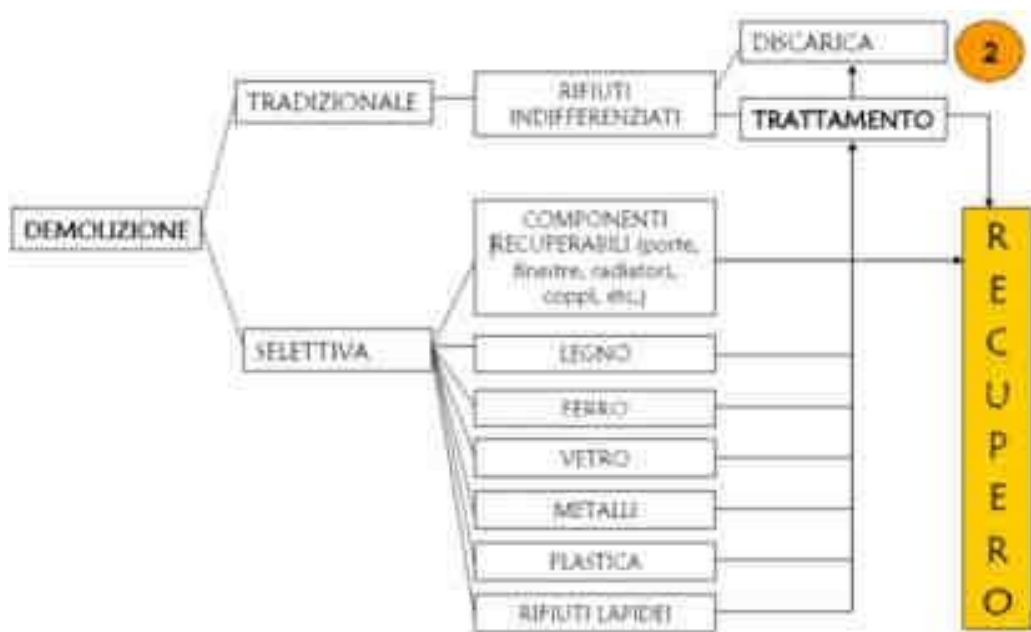 DISCARICA
2
TRADIZIONALE
RIFIUTI
INDIFFERENZIATI
TRATTAMENTO
DEMOLIZIONE
COMPONENTI
RECUPERABILI (porte,
finestre, radiatori,
coppi, etc.)
SELETTIVA
LEGNO
FERRO
VETRO
METALLI
PLASTICA
RIFIUTI LAPIDEI
R
E
C
U
P
E
R
O